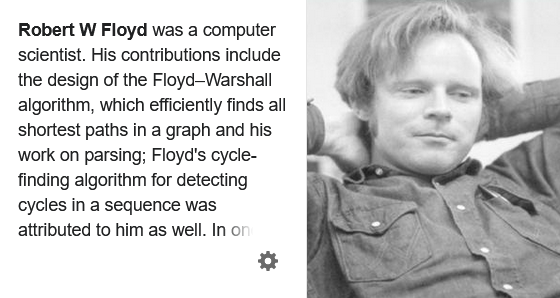 Robert W Floyd was a computer
scientist. His contributions include
the design of the Floyd–Warshall
algorithm, which efficiently finds all
shortest paths in a graph and his
work on parsing; Floyd's cycle-
finding algorithm for detecting
cycles in a sequence was
attributed to him as well. In on